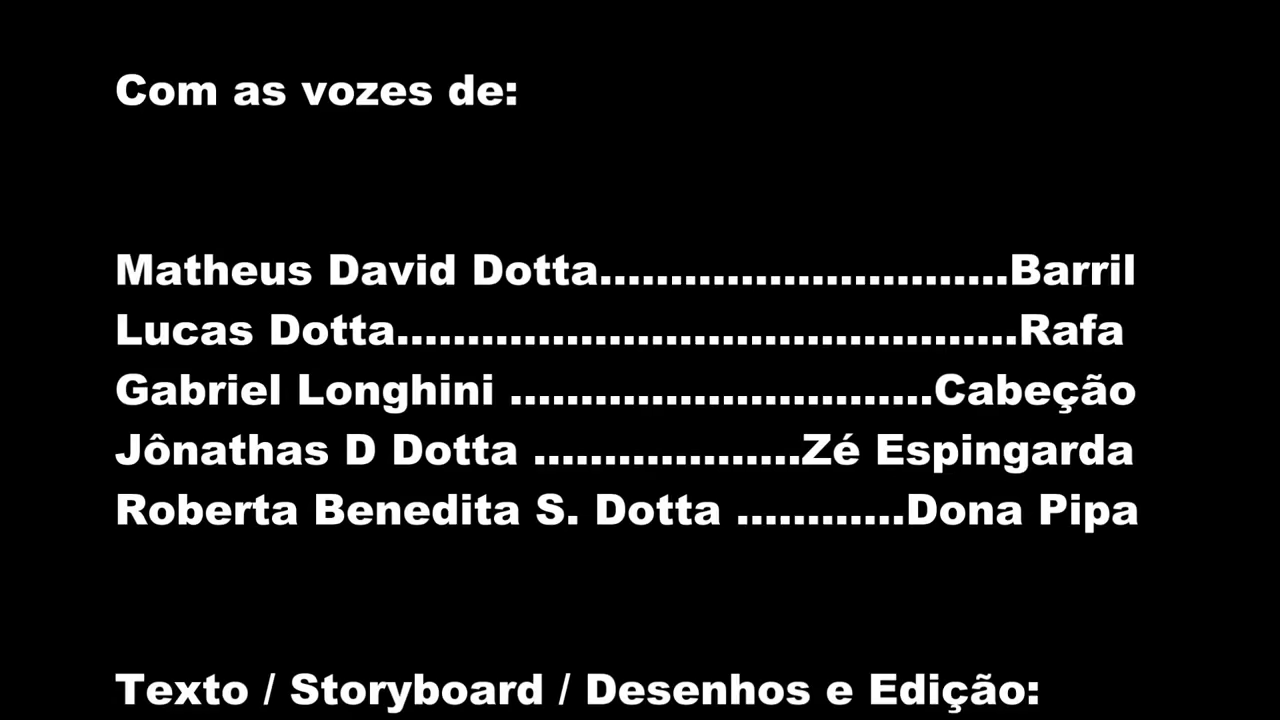 Com as vozes de:
Matheus David Dotta.............................Barril
Lucas Dotta............................................Rafa
Gabriel Longhini ..............................Cabeção
Jônathas D Dotta ...................Zé Espingarda
Roberta Benedita S. Dotta ............Dona Pipa
Texto / Storyboard / Desenhos e Edição: